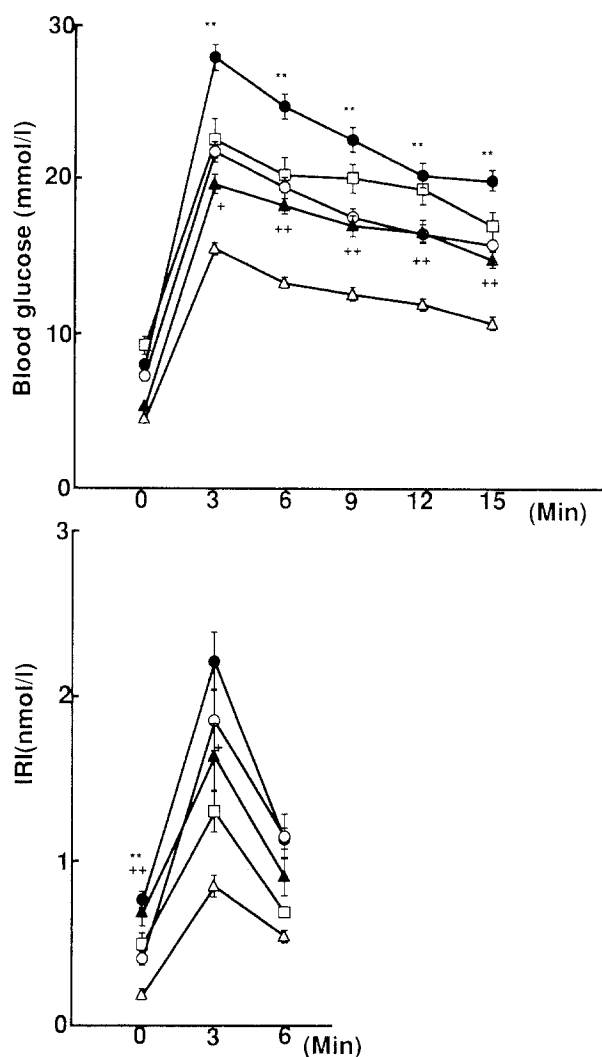 30
20
10
0
Blood glucose (mmol/l)
** ** ** ** **
+ ++ ++ ++ ++
0 3 6 9 12 15 (Min)
3
2
1
0
IRI(nmol/l)
**
++
+
0 3 6 (Min)